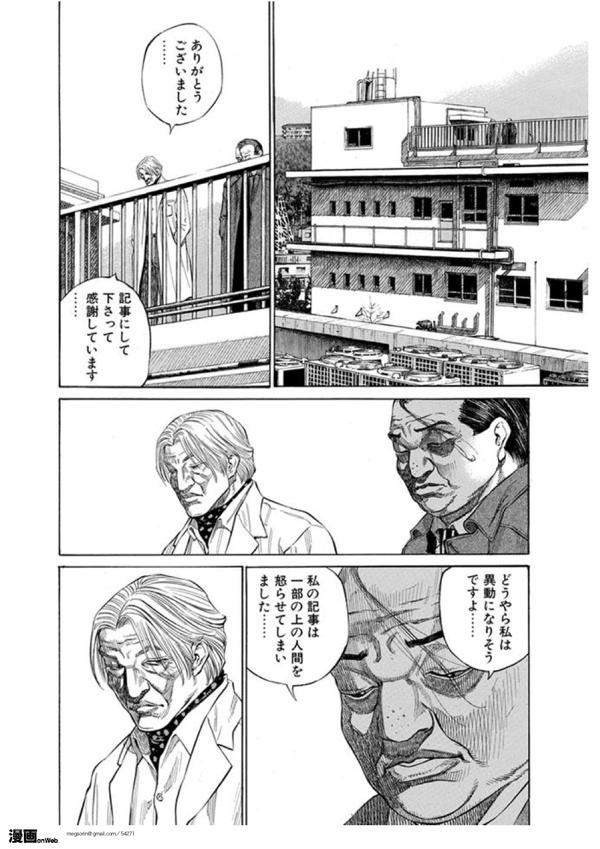 ありがとう
ございました
……
記事にして
下さって
感謝しています
……
どうやら私は
異動になりそう
ですよ……
私の記事は
一部の上の人間を
怒らせてしまい
ました……
漫画onWeb
megaorin@gmail.com/54271